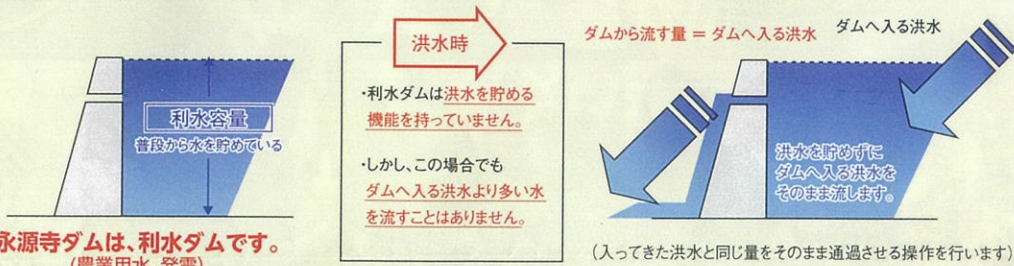 利水容量
普段から水を貯めている
永源寺ダムは、利水ダムです。
(農業用水、発電)
洪水時
・利水ダムは洪水を貯める
機能を持っていません。
・しかし、この場合でも
ダムへ入る洪水より多い水
を流すことはありません。
ダムから流す量 = ダムへ入る洪水
ダムへ入る洪水
洪水を貯めずに
ダムへ入る洪水を
そのまま流します。
(入ってきた洪水と同じ量をそのまま通過させる操作を行います)